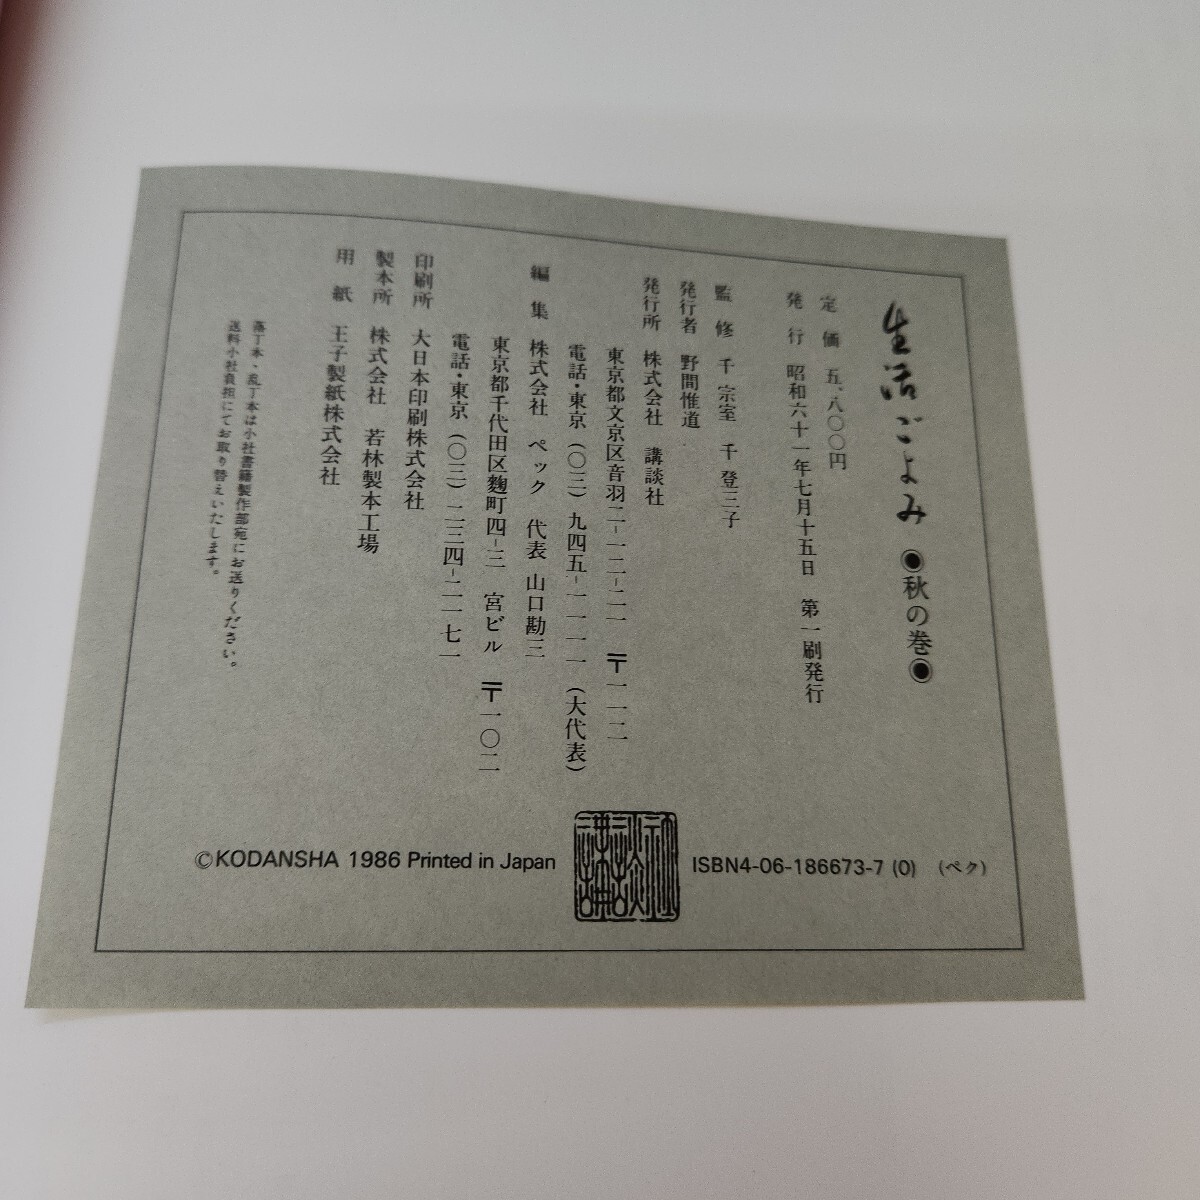 生活ごよみ ◉秋の巻◉
定価 五、八〇〇円
発行 昭和六十一年七月十五日 第一刷発行
監修 千 宗室 千 登三子
発行者 野間惟道
発行所 株式会社 講談社
東京都文京区音羽二-一二-二一 〒一一二
電話・東京(〇三)九四五-一一一一(大代表)
編集 株式会社 ペック 代表 山口勘三
東京都千代田区麴町四-三 宮ビル 〒一〇二
電話・東京(〇三)二三四-二一七一
印刷所 大日本印刷株式会社
製本所 株式会社 若林製本工場
用紙 王子製紙株式会社
落丁本・乱丁本は小社書籍製作部宛にお送りください。
送料小社負担にてお取り替えいたします。
©KODANSHA 1986 Printed in Japan
講談社
ISBN4-06-186673-7 (0) (ペク)